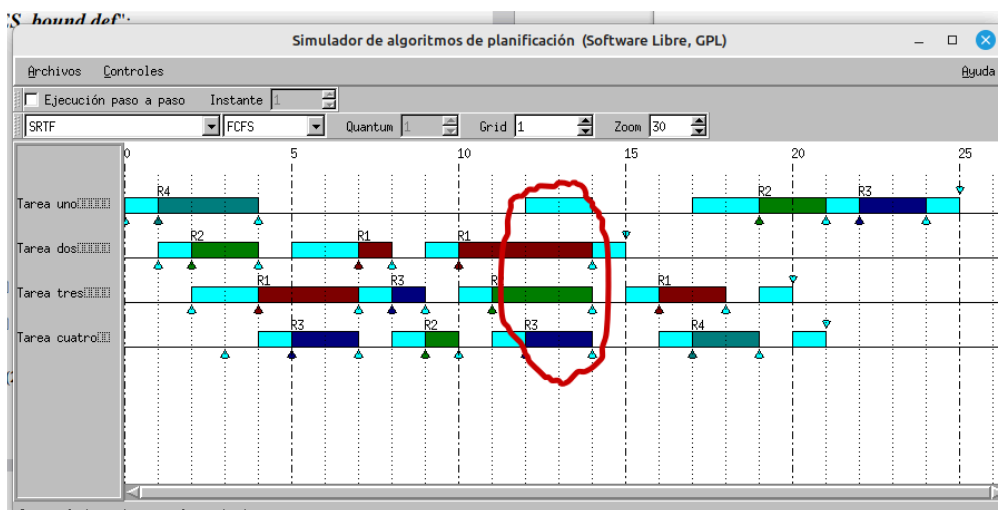 S_bound def":
Simulador de algoritmos de planificación (Software Libre, GPL)
Archivos Controles Ayuda
Ejecución paso a paso Instante 1
SRTF FCFS Quantum 1 Grid 1 Zoom 30
0 5 10 15 20 25
R4 R2 R3
Tarea uno
R2 R1 R1
Tarea dos
R1 R3 R1
Tarea tres
R3 R2 R3 R4
Tarea cuatro